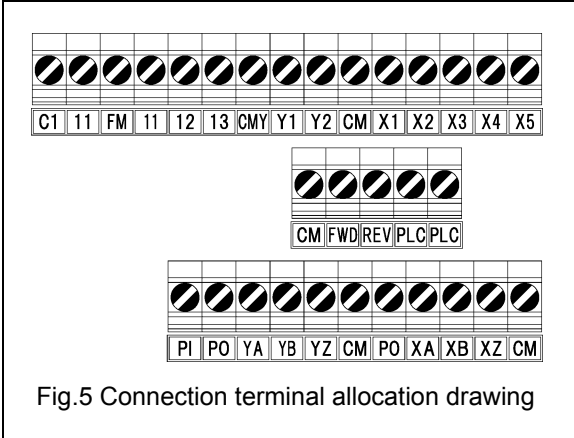 C1 11 FM 11 12 13 CMY Y1 Y2 CM X1 X2 X3 X4 X5
CM FWD REV PLC PLC
PI PO YA YB YZ CM PO XA XB XZ CM
Fig.5 Connection terminal allocation drawing